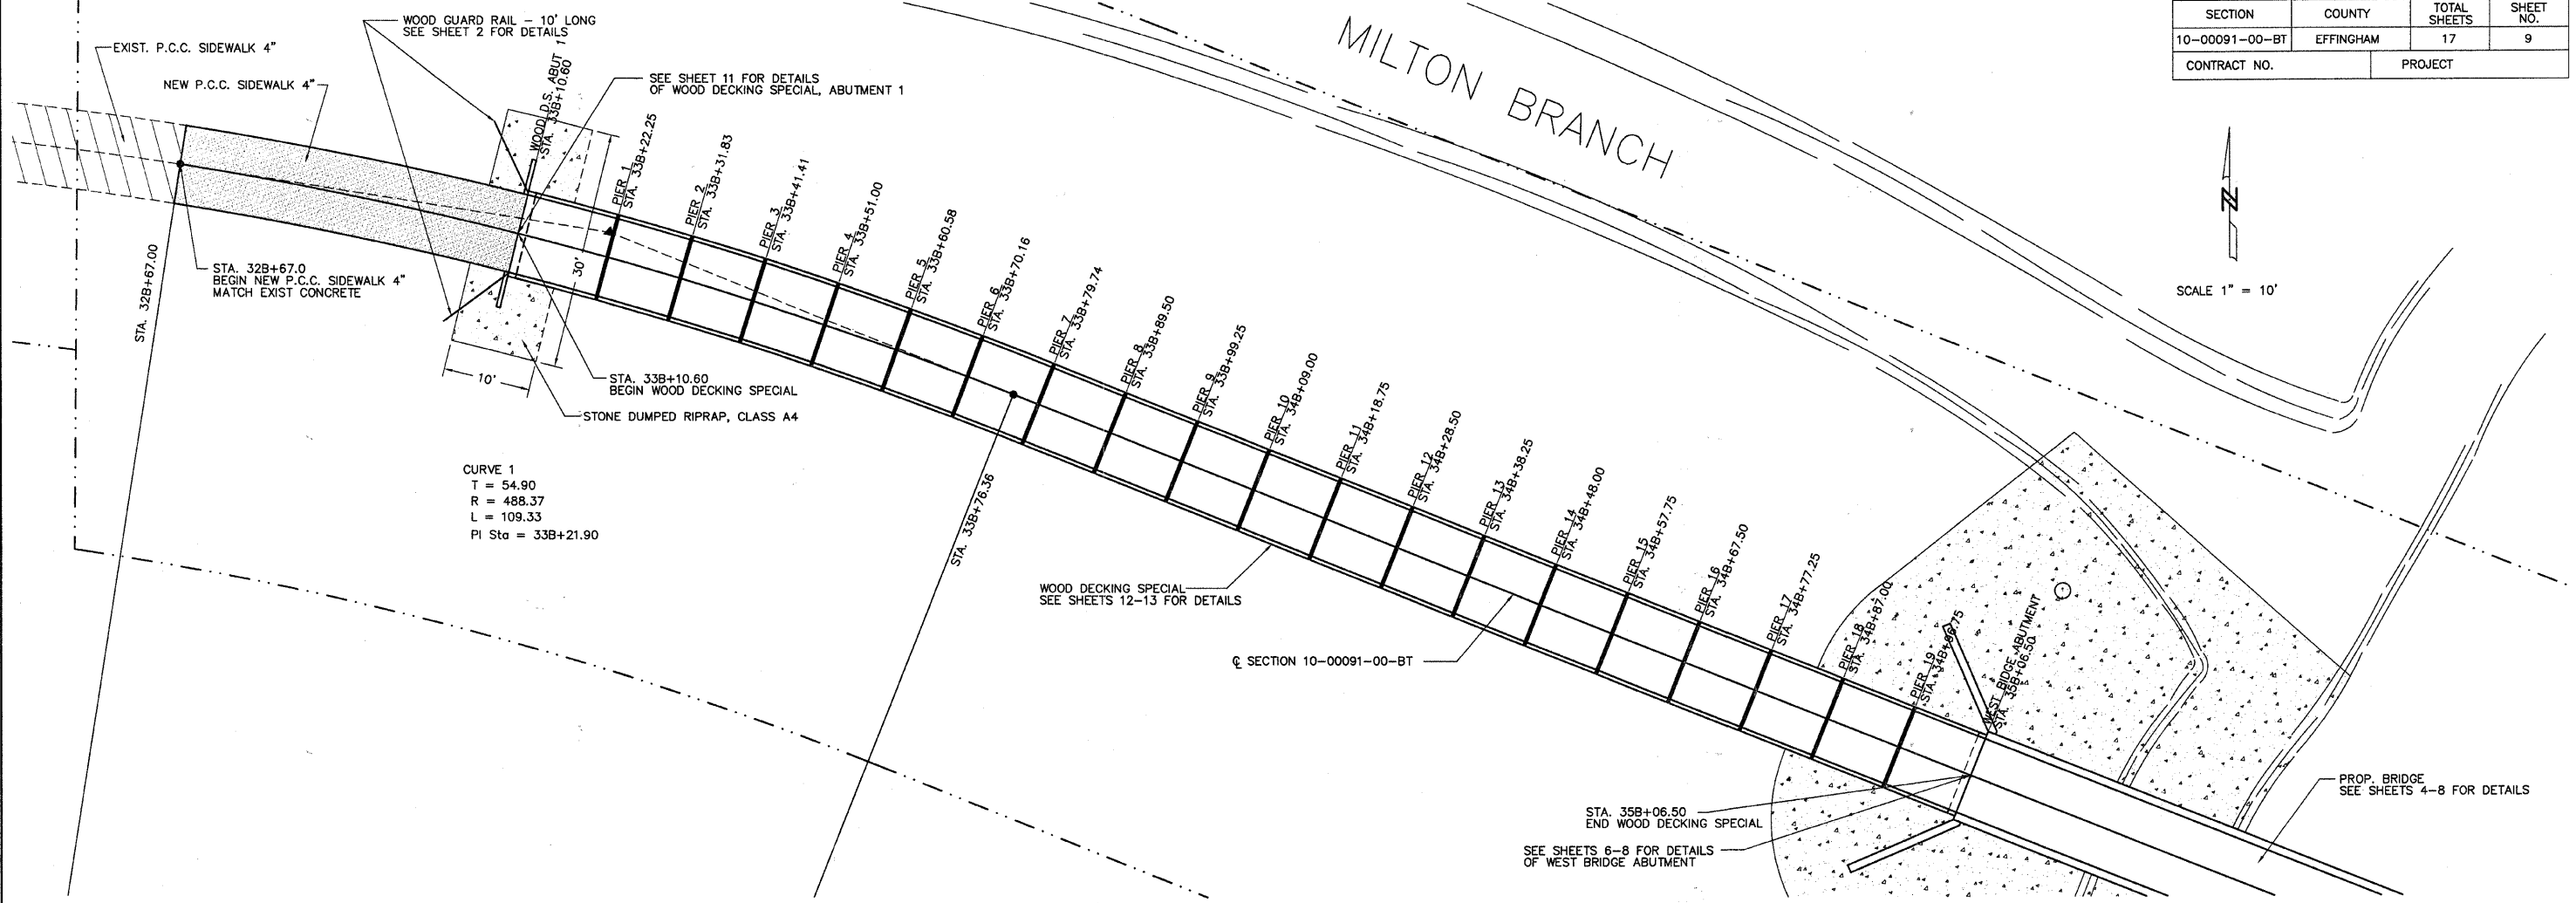 WOOD GUARD RAIL – 10' LONG
SEE SHEET 2 FOR DETAILS
EXIST. P.C.C. SIDEWALK 4"
NEW P.C.C. SIDEWALK 4"
SEE SHEET 11 FOR DETAILS
OF WOOD DECKING SPECIAL, ABUTMENT 1
WOOD D.S. ABUT 1
STA. 33B+10.60
MILTON BRANCH
SECTION COUNTY TOTAL SHEETS SHEET NO.
10-00091-00-BT EFFINGHAM 17 9
CONTRACT NO. PROJECT
N
SCALE 1" = 10'
STA. 32B+67.00
STA. 32B+67.0
BEGIN NEW P.C.C. SIDEWALK 4"
MATCH EXIST CONCRETE
30'
10'
STA. 33B+10.60
BEGIN WOOD DECKING SPECIAL
STONE DUMPED RIPRAP, CLASS A4
CURVE 1
T = 54.90
R = 488.37
L = 109.33
PI Sta = 33B+21.90
PIER 1
STA. 33B+22.25
PIER 2
STA. 33B+31.83
PIER 3
STA. 33B+41.41
PIER 4
STA. 33B+51.00
PIER 5
STA. 33B+60.58
PIER 6
STA. 33B+70.16
PIER 7
STA. 33B+79.74
PIER 8
STA. 33B+89.50
PIER 9
STA. 33B+99.25
PIER 10
STA. 34B+09.00
PIER 11
STA. 34B+18.75
PIER 12
STA. 34B+28.50
PIER 13
STA. 34B+38.25
PIER 14
STA. 34B+48.00
PIER 15
STA. 34B+57.75
PIER 16
STA. 34B+67.50
PIER 17
STA. 34B+77.25
PIER 18
STA. 34B+87.00
PIER 19
STA. 34B+96.75
WEST BIDGE ABUTMENT
STA. 35B+06.50
STA. 33B+76.36
WOOD DECKING SPECIAL
SEE SHEETS 12-13 FOR DETAILS
℄ SECTION 10-00091-00-BT
STA. 35B+06.50
END WOOD DECKING SPECIAL
SEE SHEETS 6-8 FOR DETAILS
OF WEST BRIDGE ABUTMENT
PROP. BRIDGE
SEE SHEETS 4-8 FOR DETAILS